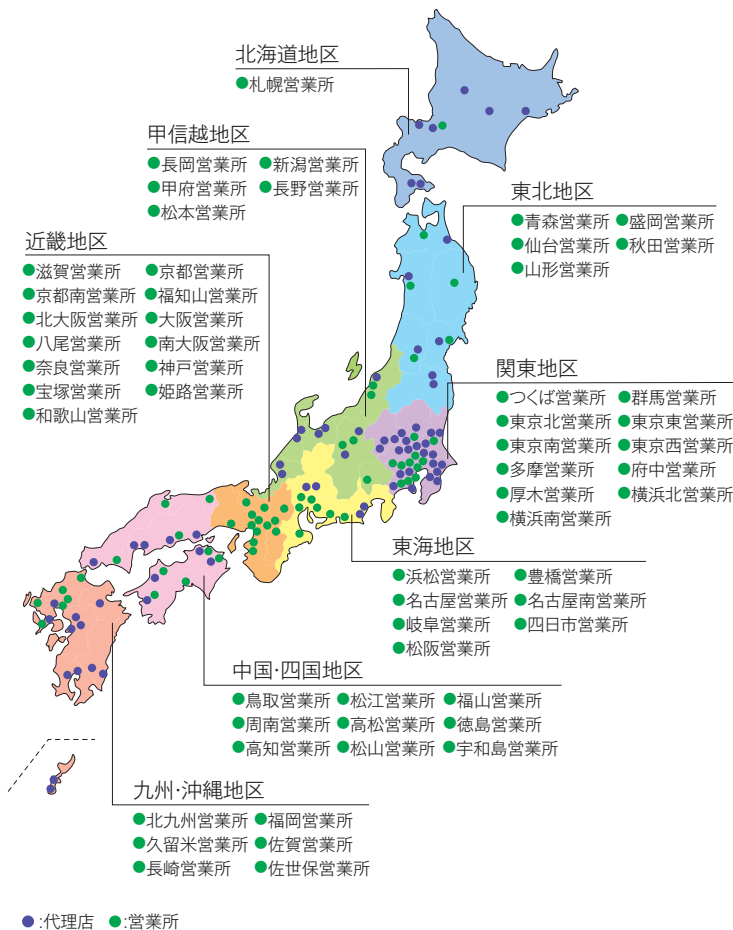 北海道地区
●札幌営業所
甲信越地区
●長岡営業所 ●新潟営業所
●甲府営業所 ●長野営業所
●松本営業所
東北地区
●青森営業所 ●盛岡営業所
●仙台営業所 ●秋田営業所
●山形営業所
近畿地区
●滋賀営業所 ●京都営業所
●京都南営業所 ●福知山営業所
●北大阪営業所 ●大阪営業所
●八尾営業所 ●南大阪営業所
●奈良営業所 ●神戸営業所
●宝塚営業所 ●姫路営業所
●和歌山営業所
関東地区
●つくば営業所 ●群馬営業所
●東京北営業所 ●東京東営業所
●東京南営業所 ●東京西営業所
●多摩営業所 ●府中営業所
●厚木営業所 ●横浜北営業所
●横浜南営業所
東海地区
●浜松営業所 ●豊橋営業所
●名古屋営業所 ●名古屋南営業所
●岐阜営業所 ●四日市営業所
●松阪営業所
中国·四国地区
●鳥取営業所 ●松江営業所 ●福山営業所
●周南営業所 ●高松営業所 ●徳島営業所
●高知営業所 ●松山営業所 ●宇和島営業所
九州·沖縄地区
●北九州営業所 ●福岡営業所
●久留米営業所 ●佐賀営業所
●長崎営業所 ●佐世保営業所
●:代理店 ●:営業所